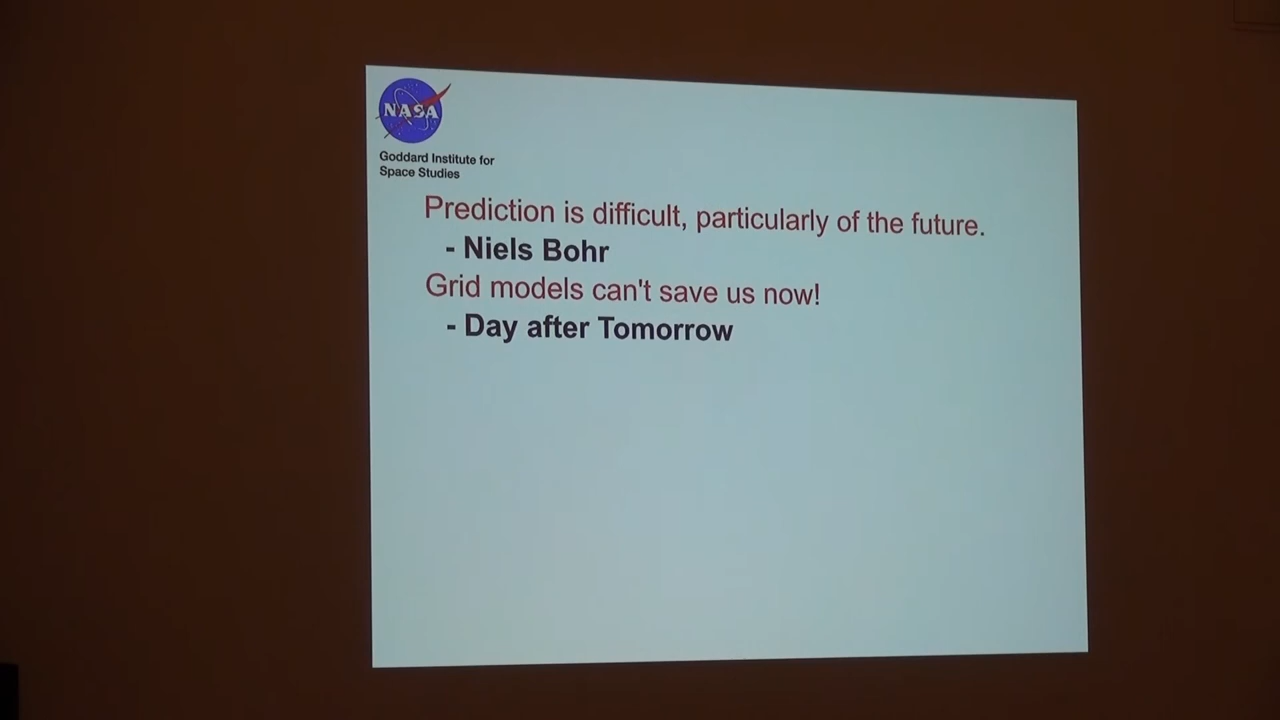 NASA
Goddard Institute for
Space Studies
Prediction is difficult, particularly of the future.
- Niels Bohr
Grid models can't save us now!
- Day after Tomorrow